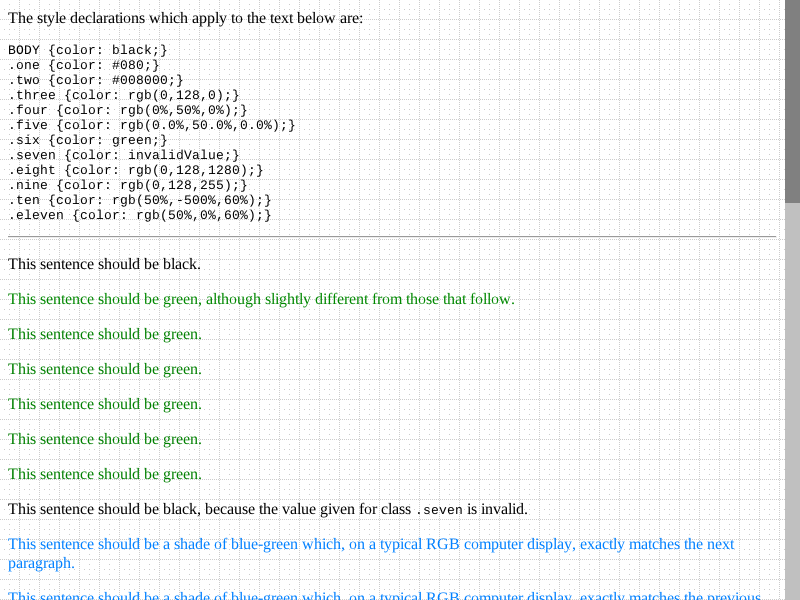 The style declarations which apply to the text below are:
BODY {color: black;}
.one {color: #080;}
.two {color: #008000;}
.three {color: rgb(0,128,0);}
.four {color: rgb(0%,50%,0%);}
.five {color: rgb(0.0%,50.0%,0.0%);}
.six {color: green;}
.seven {color: invalidValue;}
.eight {color: rgb(0,128,1280);}
.nine {color: rgb(0,128,255);}
.ten {color: rgb(50%,-500%,60%);}
.eleven {color: rgb(50%,0%,60%);}
This sentence should be black.
This sentence should be green, although slightly different from those that follow.
This sentence should be green.
This sentence should be green.
This sentence should be green.
This sentence should be green.
This sentence should be green.
This sentence should be black, because the value given for class .seven is invalid.
This sentence should be a shade of blue-green which, on a typical RGB computer display, exactly matches the next
paragraph.
This sentence should be a shade of blue-green which, on a typical RGB computer display, exactly matches the previous